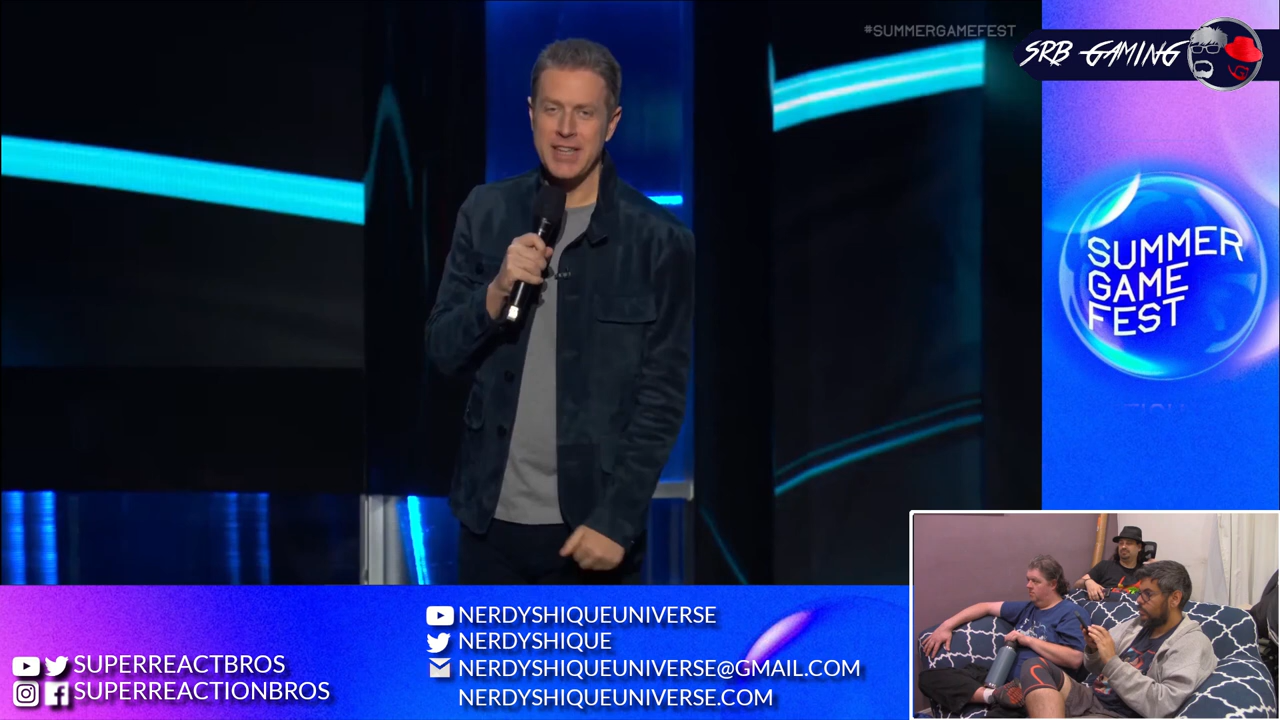 #SUMMERGAMEFEST
SRB GAMING
SUMMER
GAME
FEST
NERDYSHIQUEUNIVERSE
NERDYSHIQUE
NERDYSHIQUEUNIVERSE@GMAIL.COM
NERDYSHIQUEUNIVERSE.COM
SUPERREACTBROS
SUPERREACTIONBROS